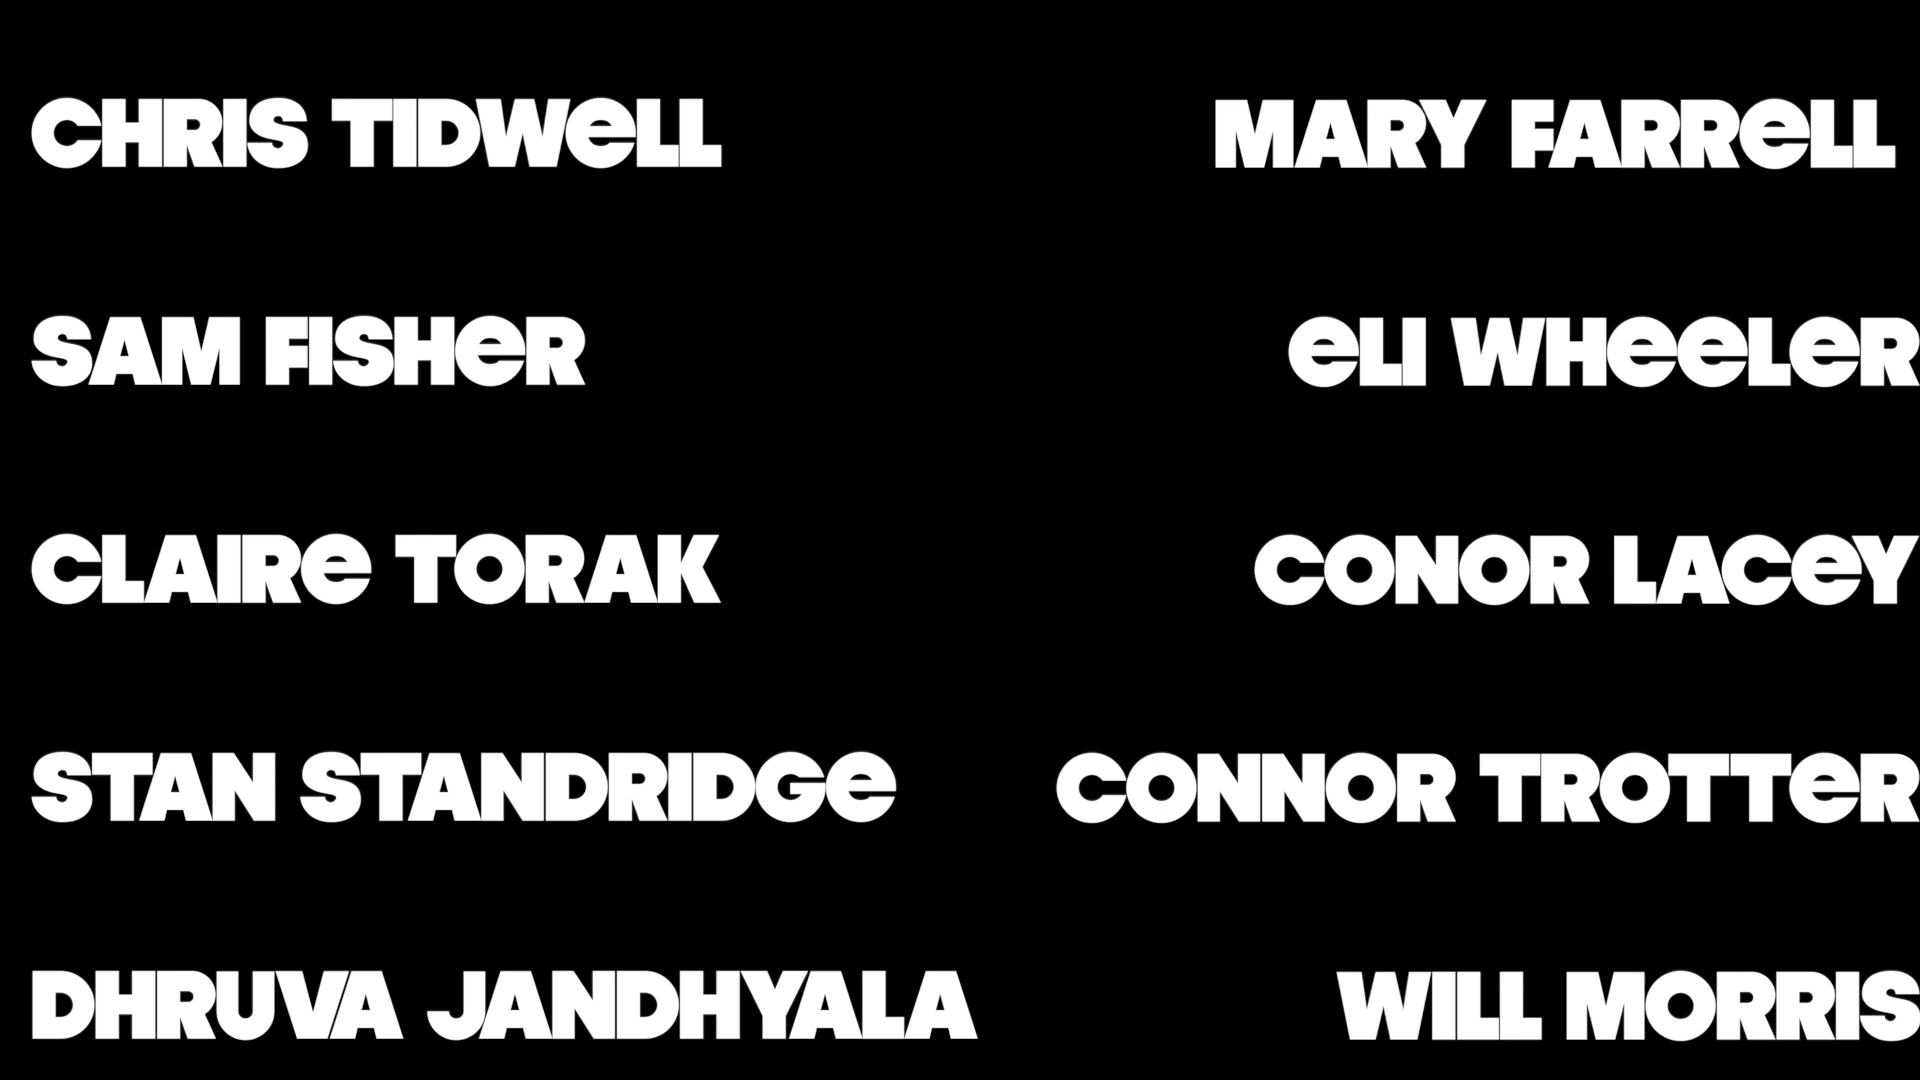 CHRIS TIDWeLL
MARY FARReLL
SAM FISHeR
eLI WHeeLeR
CLAIRe TORAK
CONOR LACeY
STAN STANDRIDGe
CONNOR TROTTeR
DHRUVA JANDHYALA
WILL MORRIS